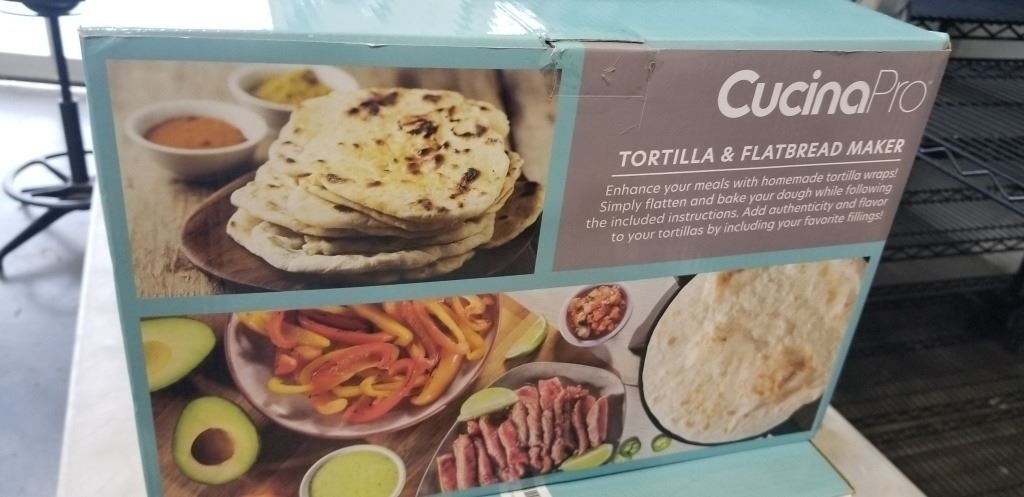 CucinaPro
TORTILLA & FLATBREAD MAKER
Enhance your meals with homemade tortilla wraps!
Simply flatten and bake your dough while following
the included instructions. Add authenticity and flavor
to your tortillas by including your favorite fillings!